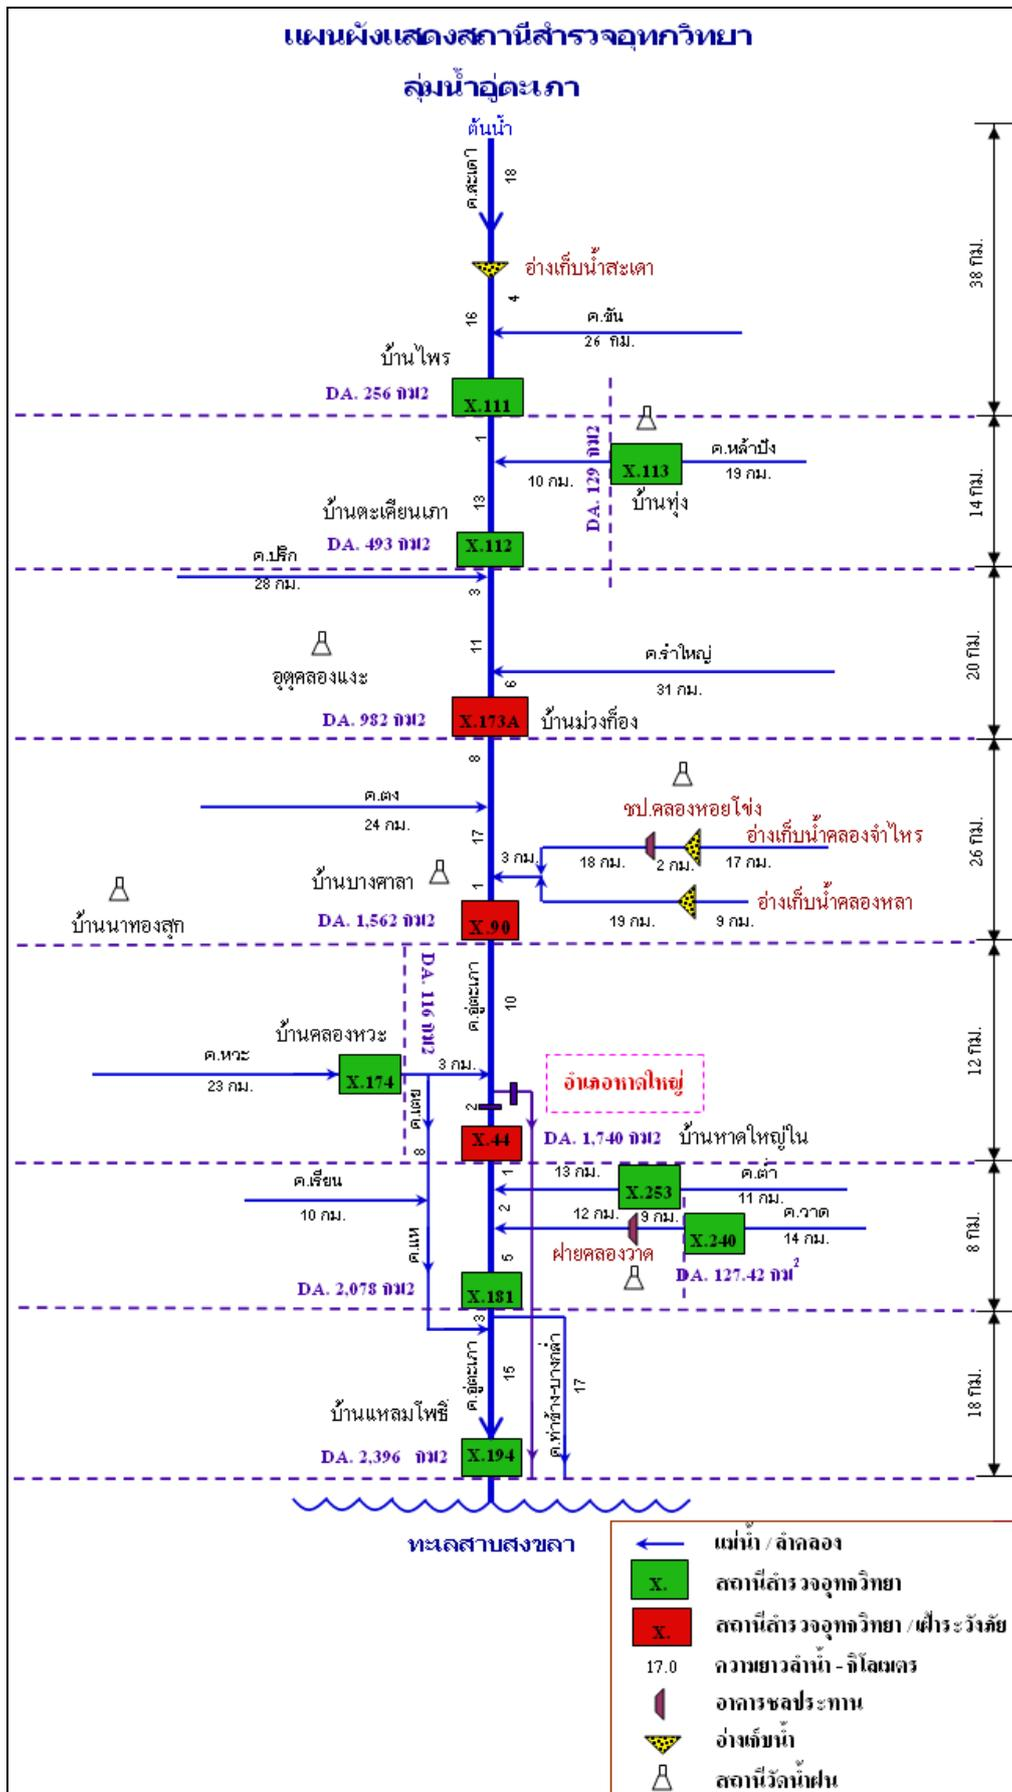 แผนผังแสดงสถานีสำรวจอุทกวิทยา
ลุ่มน้ำอู่ตะเภา
ต้นน้ำ
ค.สะเดา
18
38 กม.
อ่างเก็บน้ำสะเดา
4
16
ค.ขัน
26 กม.
บ้านไพร
DA. 256 กม2
X.111
1
DA. 129 กม2
ค.หล้าปัง
10 กม.
X.113
19 กม.
14 กม.
บ้านทุ่ง
13
บ้านตะเคียนเภา
DA. 493 กม2
X.112
ค.ปริก
28 กม.
3
11
ค.รำใหญ่
31 กม.
20 กม.
อุตุคลองแงะ
6
DA. 982 กม2
X.173A
บ้านม่วงก็อง
8
ค.ตง
24 กม.
17
ชป.คลองหอยโข่ง
อ่างเก็บน้ำคลองจำไหร
3 กม.
18 กม.
2 กม.
17 กม.
26 กม.
บ้านบางศาลา
1
อ่างเก็บน้ำคลองหลา
บ้านนาทองสุก
DA. 1,562 กม2
X.90
19 กม.
9 กม.
DA. 116 กม2
ค.อู่ตะเภา
10
12 กม.
บ้านคลองหวะ
ค.หวะ
23 กม.
X.174
3 กม.
ค.เตย
อำเภอหาดใหญ่
2
8
X.44
DA. 1,740 กม2
บ้านหาดใหญ่ใน
1
13 กม.
X.253
ค.ต่ำ
11 กม.
ค.เรียน
10 กม.
2
12 กม.
9 กม.
ค.วาด
X.240
14 กม.
8 กม.
ค.แห
5
ฝายคลองวาด
DA. 127.42 กม2
DA. 2,078 กม2
X.181
3
ค.อู่ตะเภา
15
ค.ท่าช้าง-บางกล่ำ
17
18 กม.
บ้านแหลมโพธิ์
DA. 2,396 กม2
X.194
ทะเลสาบสงขลา
แม่น้ำ / ลำคลอง
X.
สถานีสำรวจอุทกวิทยา
X.
สถานีสำรวจอุทกวิทยา / เฝ้าระวังภัย
17.0
ความยาวลำน้ำ - กิโลเมตร
อาคารชลประทาน
อ่างเก็บน้ำ
สถานีวัดน้ำฝน